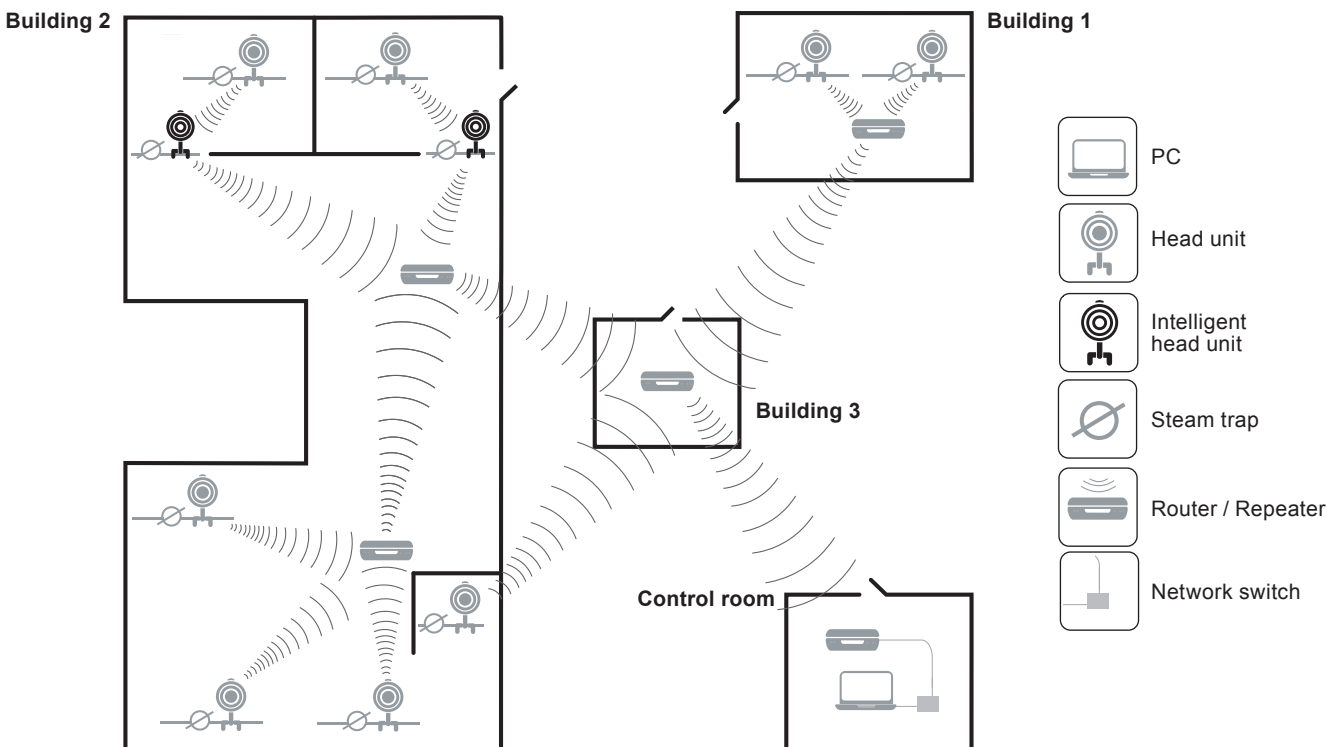 Building 2
Building 1
PC
Head unit
Intelligent
head unit
Building 3
Steam trap
Router / Repeater
Control room
Network switch